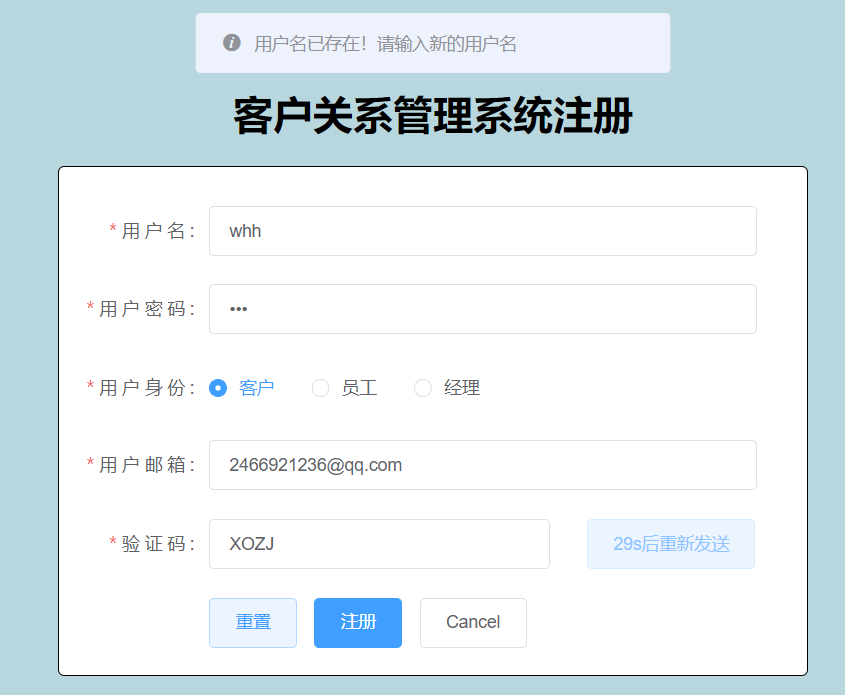 用户名已存在！请输入新的用户名
客户关系管理系统注册
* 用户名： whh
* 用户密码： •••
* 用户身份： 客户 员工 经理
* 用户邮箱： 2466921236@qq.com
* 验证码： XOZJ 29s后重新发送
重置 注册 Cancel